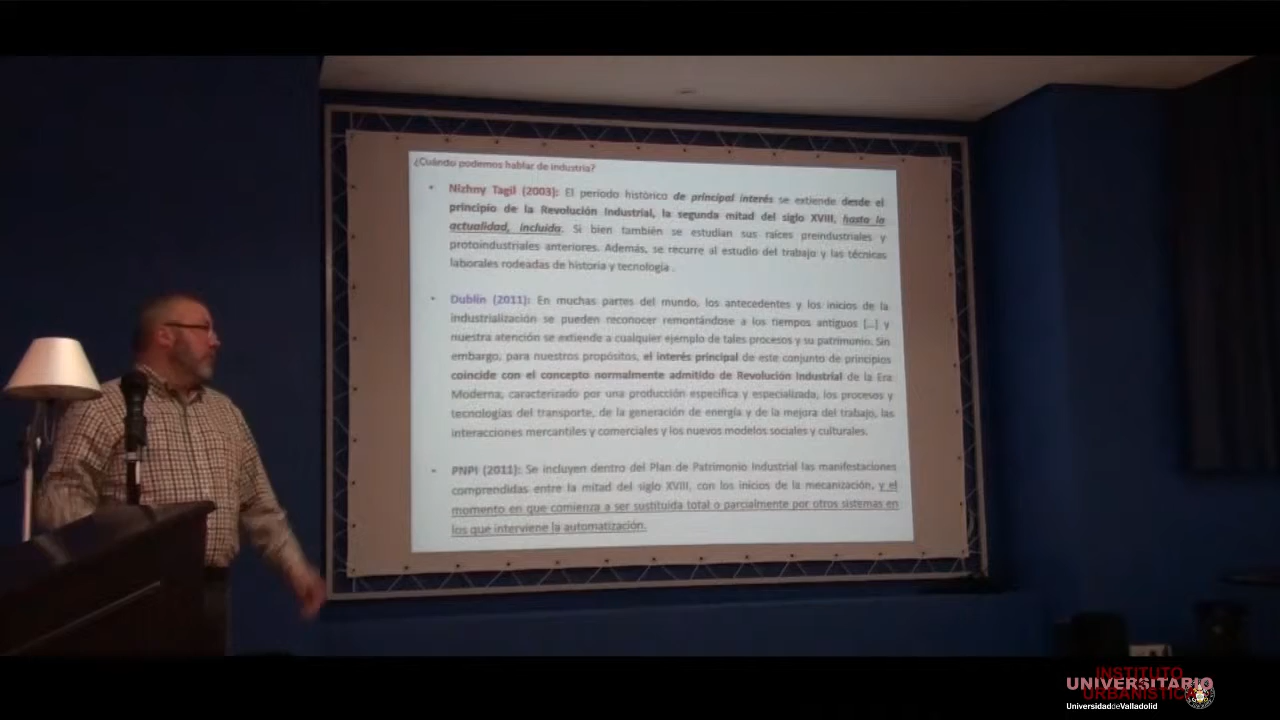 ¿Cuándo podemos hablar de industria?
• Nizhny Tagil (2003): El período histórico de principal interés se extiende desde el
principio de la Revolución Industrial, la segunda mitad del siglo XVIII, hasta la
actualidad, incluida. Si bien también se estudian sus raíces preindustriales y
protoindustriales anteriores. Además, se recurre al estudio del trabajo y las técnicas
laborales rodeadas de historia y tecnología .
• Dublín (2011): En muchas partes del mundo, los antecedentes y los inicios de la
industrialización se pueden reconocer remontándose a los tiempos antiguos [...] y
nuestra atención se extiende a cualquier ejemplo de tales procesos y su patrimonio. Sin
embargo, para nuestros propósitos, el interés principal de este conjunto de principios
coincide con el concepto normalmente admitido de Revolución Industrial de la Era
Moderna, caracterizado por una producción específica y especializada, los procesos y
tecnologías del transporte, de la generación de energía y de la mejora del trabajo, las
interacciones mercantiles y comerciales y los nuevos modelos sociales y culturales.
• PNPI (2011): Se incluyen dentro del Plan de Patrimonio Industrial las manifestaciones
comprendidas entre la mitad del siglo XVIII, con los inicios de la mecanización, y el
momento en que comienza a ser sustituida total o parcialmente por otros sistemas en
los que interviene la automatización.
INSTITUTO
UNIVERSITARIO
URBANÍSTICA
UniversidaddeValladolid